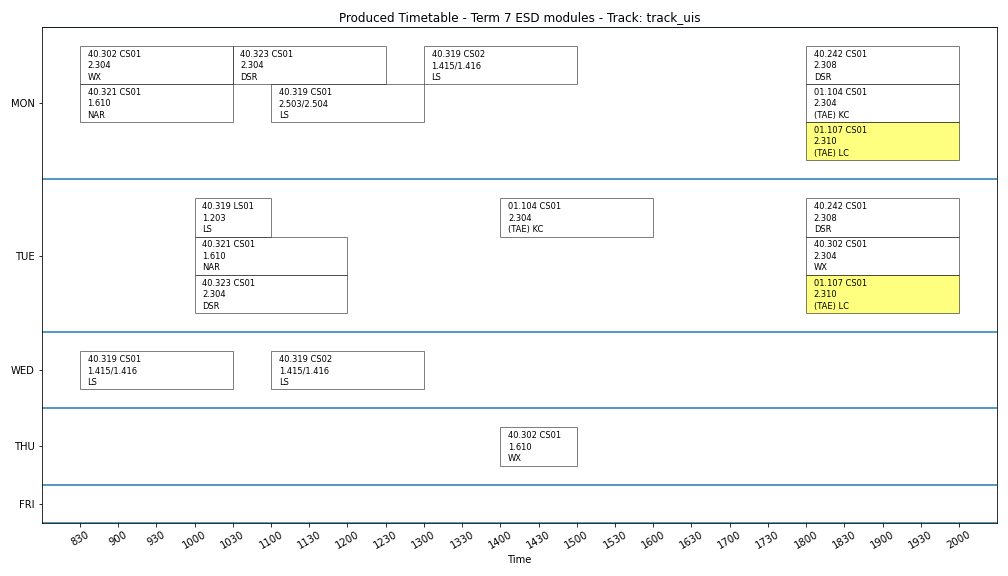 Produced Timetable - Term 7 ESD modules - Track: track_uis
MON
40.302 CS01
2.304
WX
40.323 CS01
2.304
DSR
40.319 CS02
1.415/1.416
LS
40.242 CS01
2.308
DSR
40.321 CS01
1.610
NAR
40.319 CS01
2.503/2.504
LS
01.104 CS01
2.304
(TAE) KC
01.107 CS01
2.310
(TAE) LC
TUE
40.319 LS01
1.203
LS
01.104 CS01
2.304
(TAE) KC
40.242 CS01
2.308
DSR
40.321 CS01
1.610
NAR
40.302 CS01
2.304
WX
40.323 CS01
2.304
DSR
01.107 CS01
2.310
(TAE) LC
WED
40.319 CS01
1.415/1.416
LS
40.319 CS02
1.415/1.416
LS
THU
40.302 CS01
1.610
WX
FRI
830 900 930 1000 1030 1100 1130 1200 1230 1300 1330 1400 1430 1500 1530 1600 1630 1700 1730 1800 1830 1900 1930 2000
Time